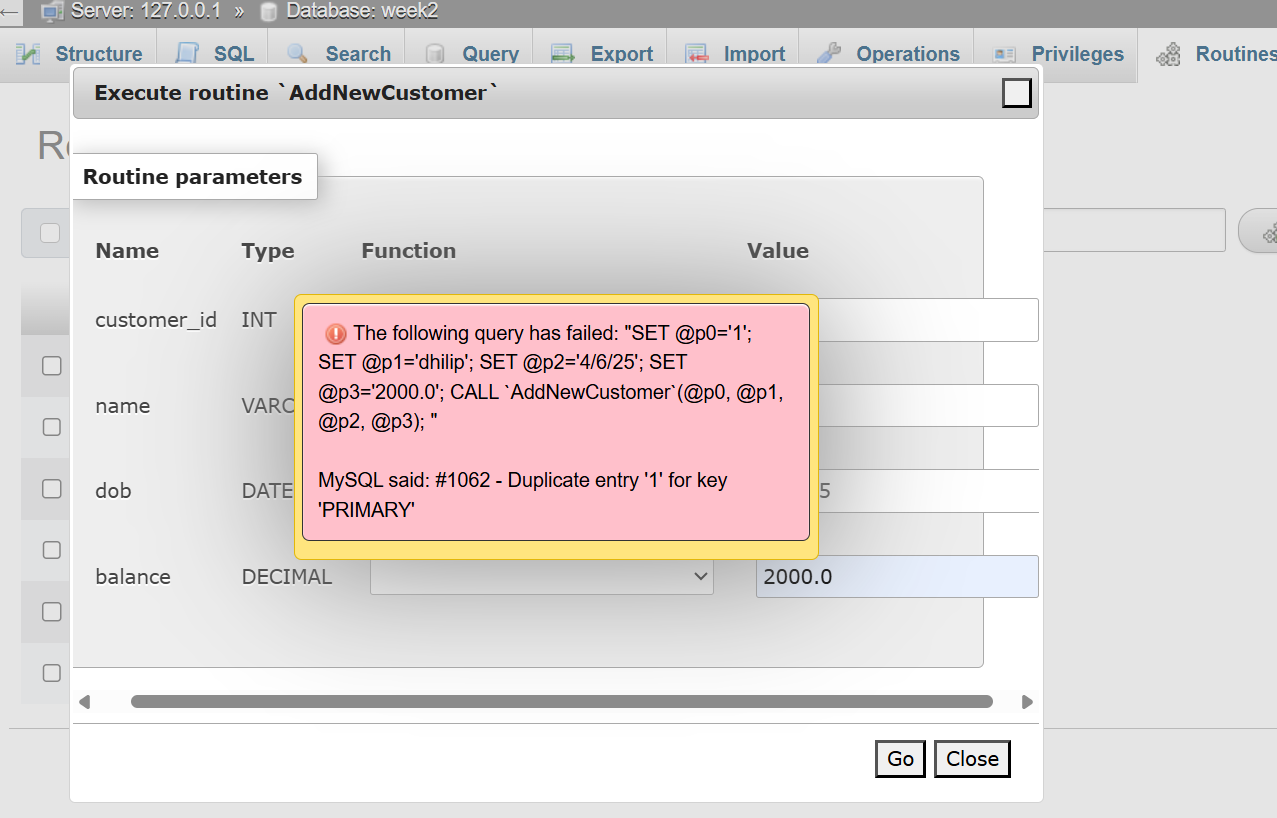 Server: 127.0.0.1 » Database: week2
Structure SQL Search Query Export Import Operations Privileges Routines
Execute routine `AddNewCustomer`
Routine parameters
Name Type Function Value
customer_id INT
name VARC
dob DATE 5
balance DECIMAL 2000.0
The following query has failed: "SET @p0='1';
SET @p1='dhilip'; SET @p2='4/6/25'; SET
@p3='2000.0'; CALL `AddNewCustomer`(@p0, @p1,
@p2, @p3); "
MySQL said: #1062 - Duplicate entry '1' for key
'PRIMARY'
Go Close